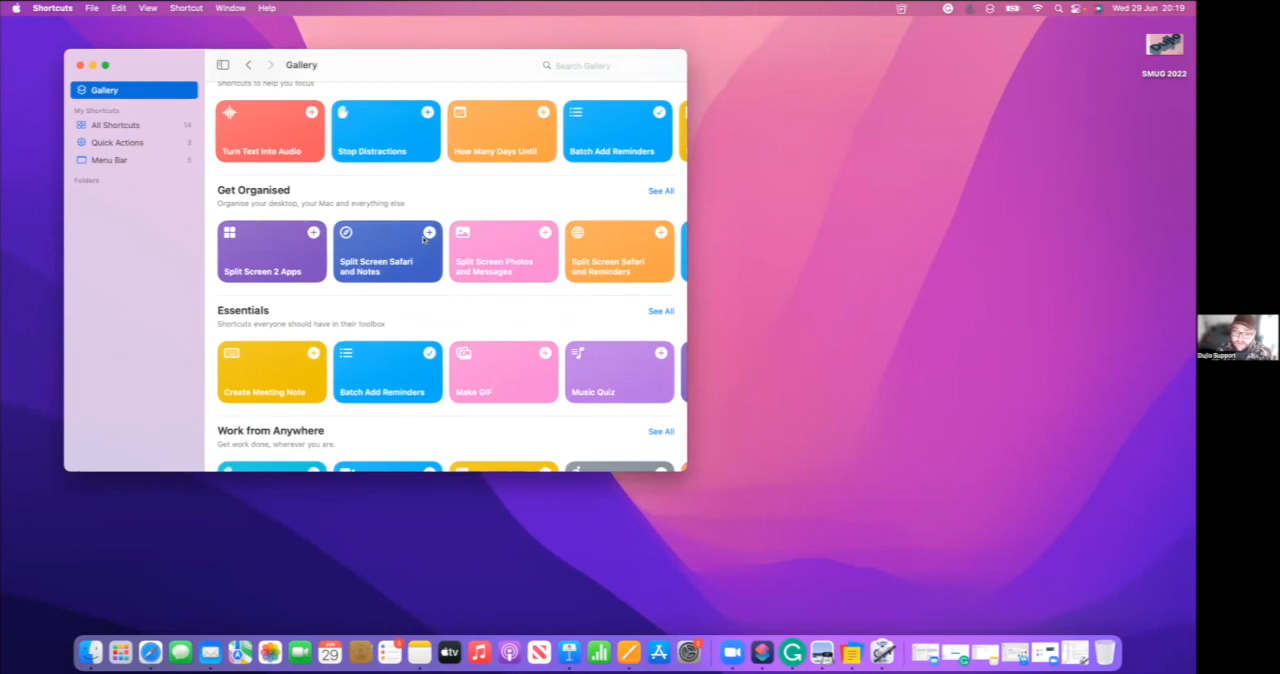 Shortcuts File Edit View Shortcut Window Help Wed 29 Jun 20:19
SMUG 2022
Gallery
Search Gallery
Gallery
My Shortcuts
All Shortcuts 14
Quick Actions 3
Menu Bar 5
Folders
Shortcuts to help you focus
Turn Text Into Audio
Stop Distractions
How Many Days Until
Batch Add Reminders
Get Organised
See All
Organise your desktop, your Mac and everything else
Split Screen 2 Apps
Split Screen Safari
and Notes
Split Screen Photos
and Messages
Split Screen Safari
and Reminders
Essentials
See All
Shortcuts everyone should have in their toolbox
Create Meeting Note
Batch Add Reminders
Make GIF
Music Quiz
Work from Anywhere
See All
Get work done, wherever you are.
Dujlo Support
29
tv